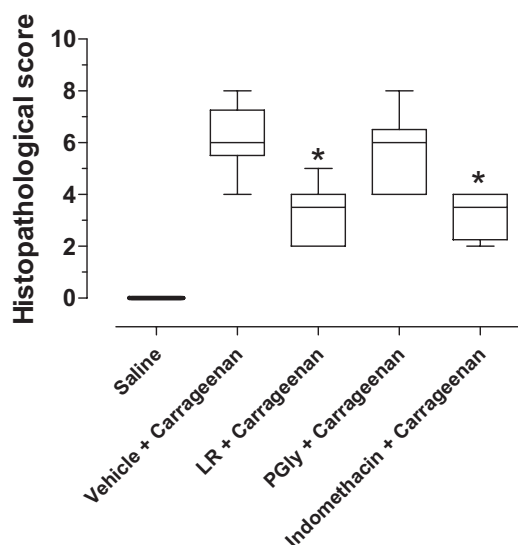 Histopathological score
10
8
6
4
2
0
*
*
Saline
Vehicle + Carrageenan
LR + Carrageenan
PGly + Carrageenan
Indomethacin + Carrageenan